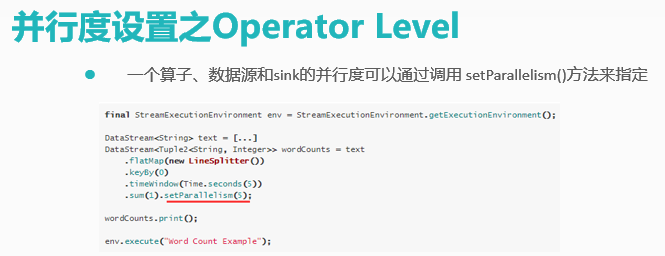 并行度设置之Operator Level
一个算子、数据源和sink的并行度可以通过调用 setParallelism()方法来指定
final StreamExecutionEnvironment env = StreamExecutionEnvironment.getExecutionEnvironment();
DataStream<String> text = [...]
DataStream<Tuple2<String, Integer>> wordCounts = text
.flatMap(new LineSplitter())
.keyBy(0)
.timeWindow(Time.seconds(5))
.sum(1).setParallelism(5);
wordCounts.print();
env.execute("Word Count Example");